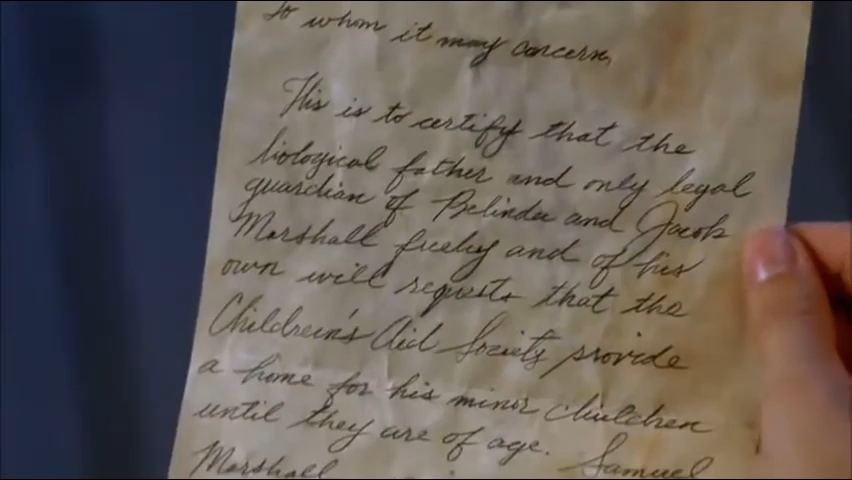 To whom it may concern,
This is to certify that the
biological father and only legal
guardian of Belinda and Jacob
Marshall freely and of his
own will requests that the
Children's Aid Society provide
a home for his minor children
until they are of age. Samuel
Marshall